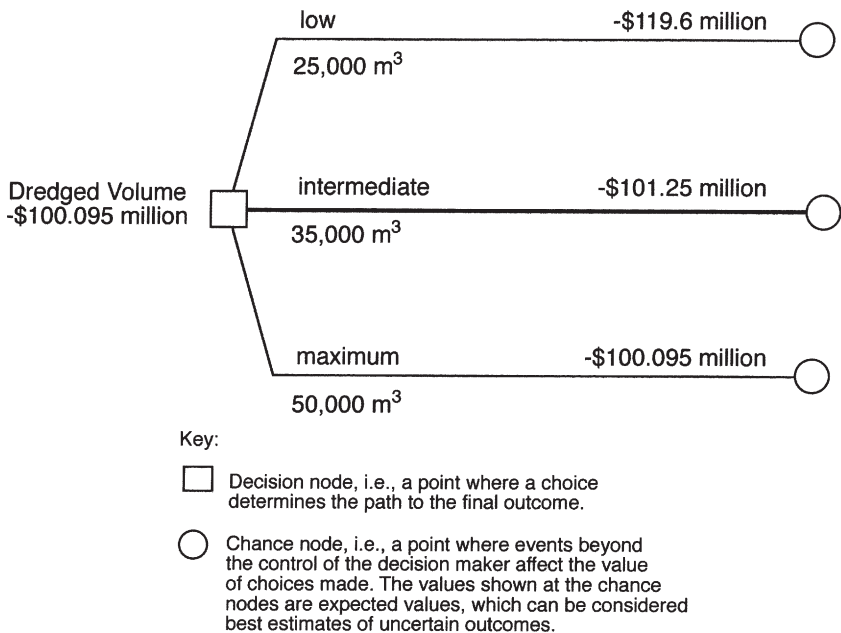 low
-$119.6 million
25,000 m³
Dredged Volume
-$100.095 million
intermediate
-$101.25 million
35,000 m³
maximum
-$100.095 million
50,000 m³
Key:
Decision node, i.e., a point where a choice
determines the path to the final outcome.
Chance node, i.e., a point where events beyond
the control of the decision maker affect the value
of choices made. The values shown at the chance
nodes are expected values, which can be considered
best estimates of uncertain outcomes.